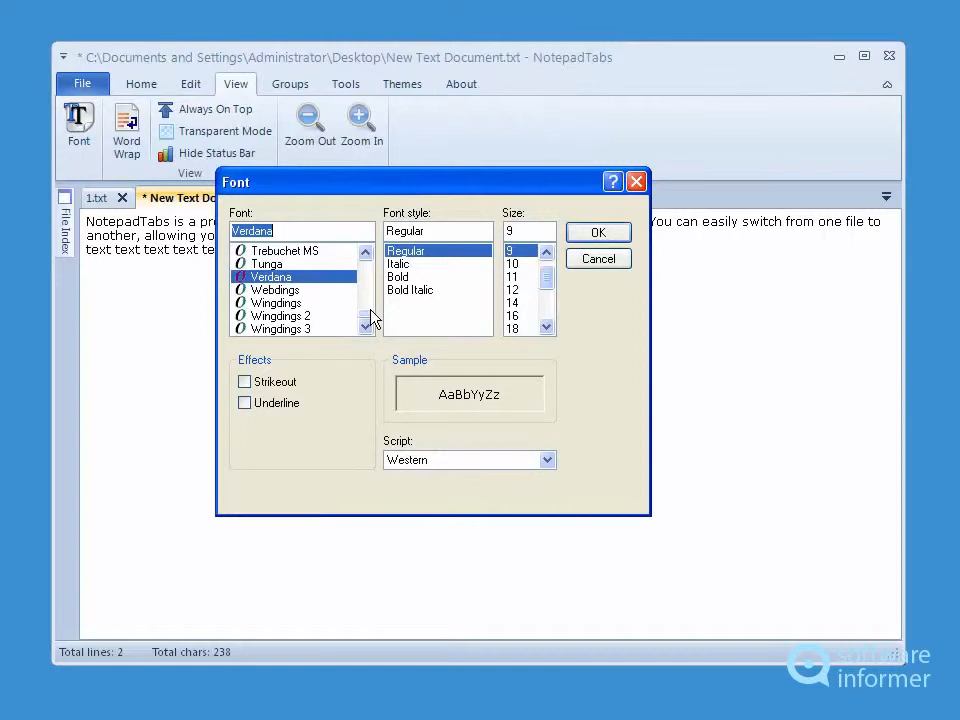 * C:\Documents and Settings\Administrator\Desktop\New Text Document.txt - NotepadTabs
File Home Edit View Groups Tools Themes About
Font
Word Wrap
Always On Top
Transparent Mode
Hide Status Bar
Zoom Out Zoom In
View
1.txt * New Text Do
File Index
NotepadTabs is a pr You can easily switch from one file to
another, allowing yo
text text text text te
Font
Font: Font style: Size:
Verdana Regular 9 OK
Trebuchet MS Regular 9 Cancel
Tunga Italic 10
Verdana Bold 11
Webdings Bold Italic 12
Wingdings 14
Wingdings 2 16
Wingdings 3 18
Effects Sample
Strikeout
AaBbYyZz
Underline
Script:
Western
Total lines: 2 Total chars: 238
software
informer